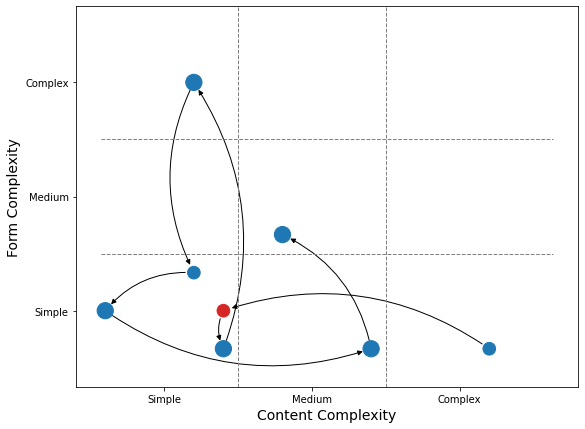 Complex
Medium
Simple
Form Complexity
Simple
Medium
Complex
Content Complexity